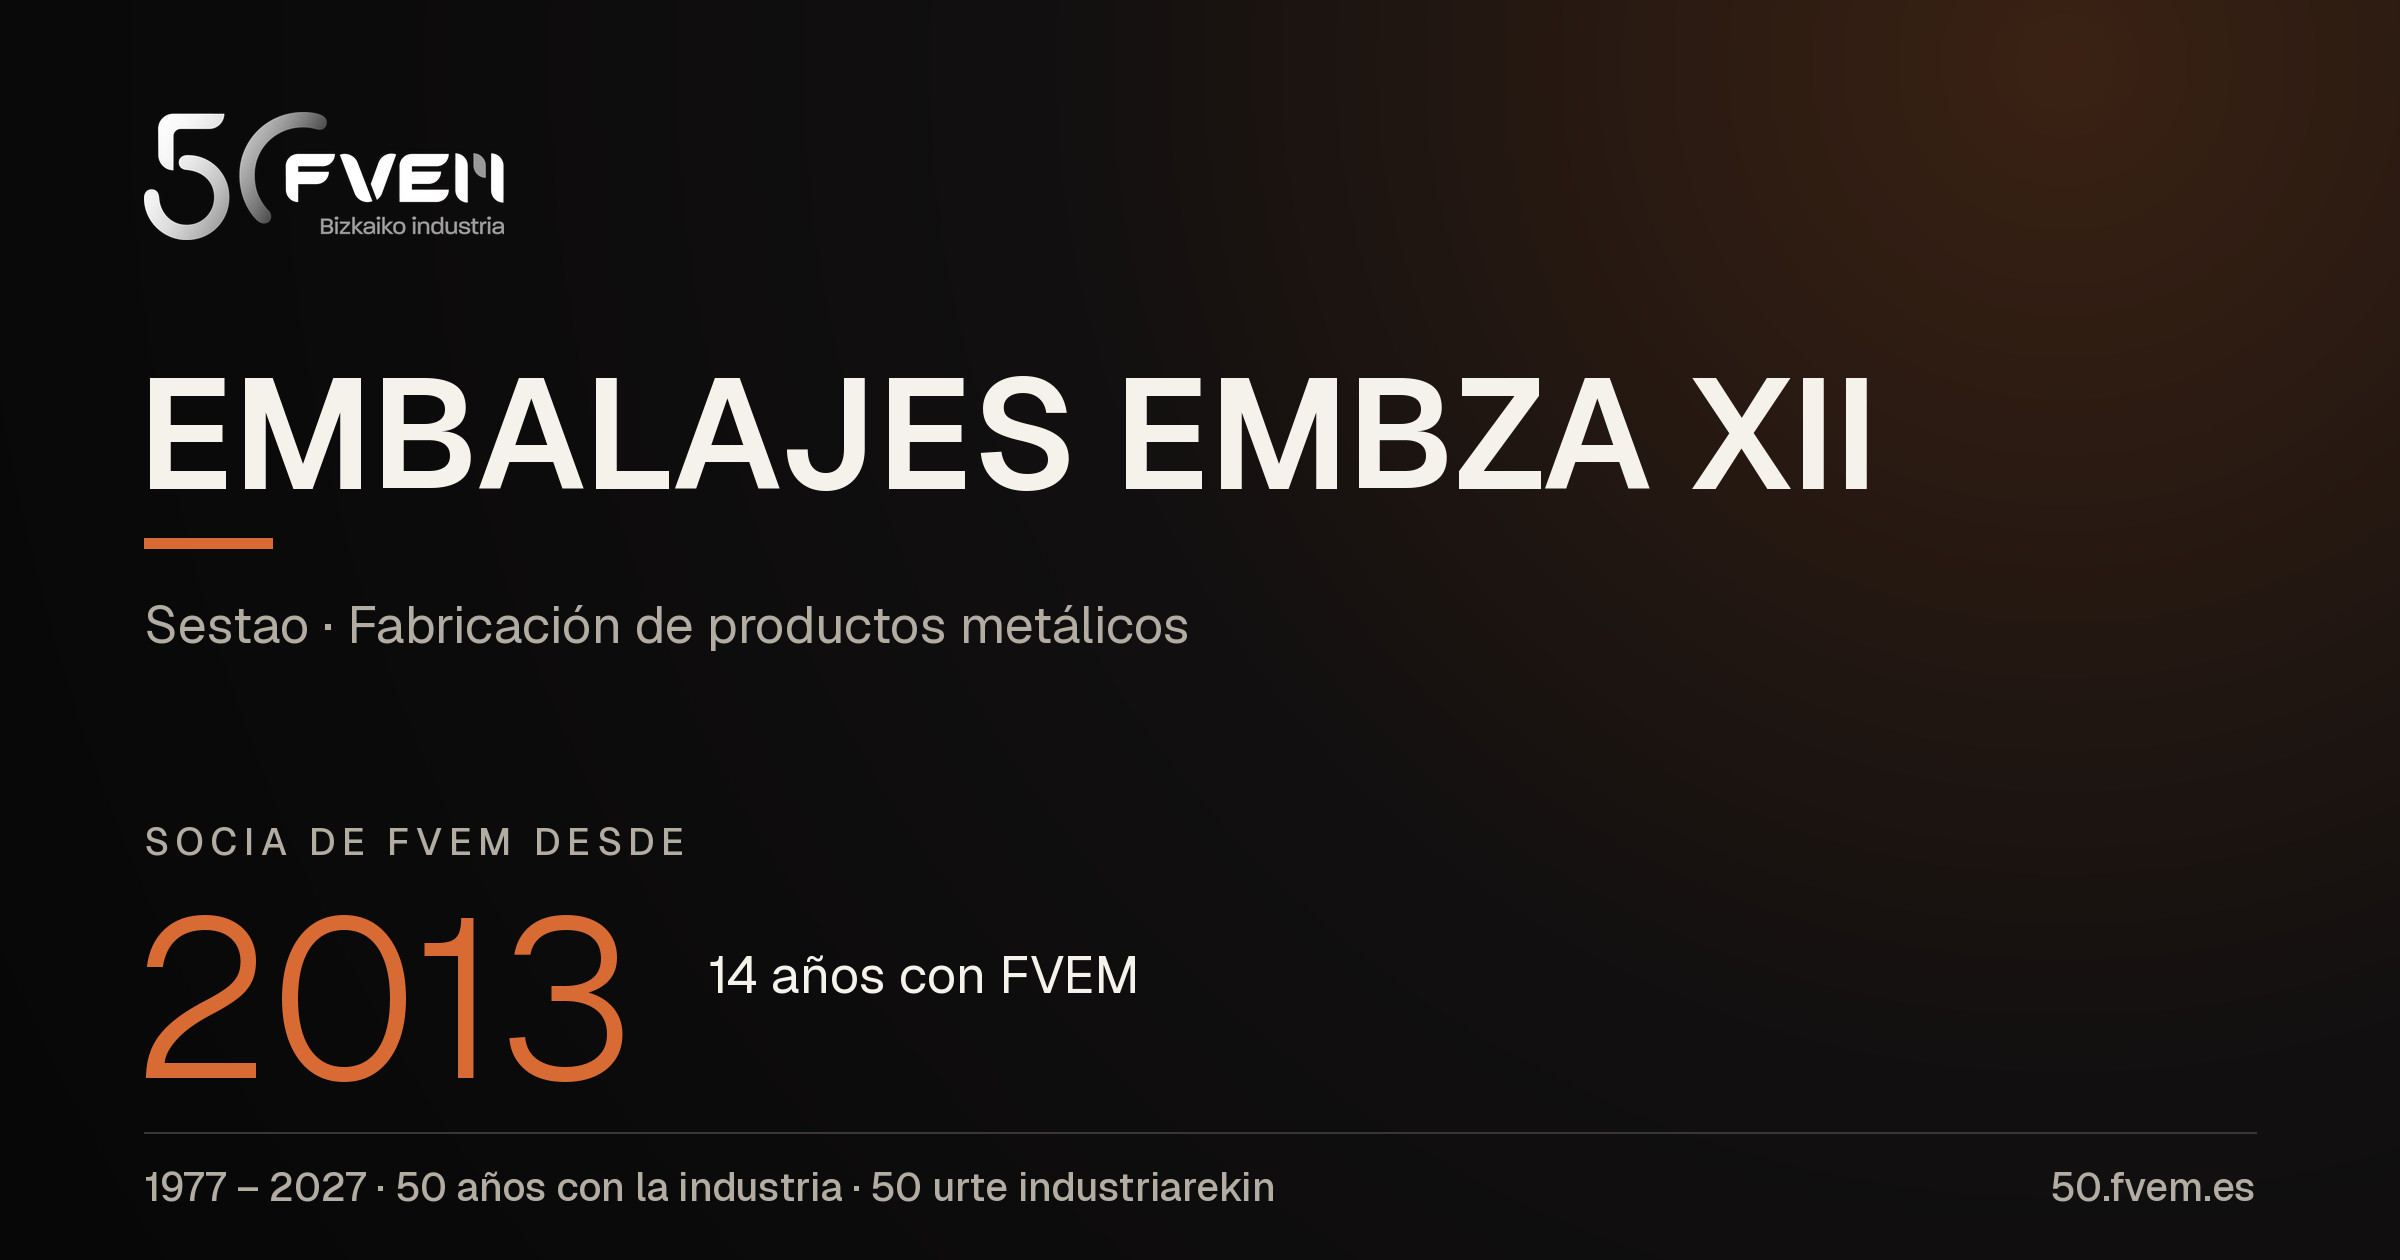 50 FVEM
Bizkaiko industria
EMBALAJES EMBZA XII
Sestao · Fabricación de productos metálicos
SOCIA DE FVEM DESDE
2013
14 años con FVEM
1977 – 2027 · 50 años con la industria · 50 urte industriarekin
50.fvem.es